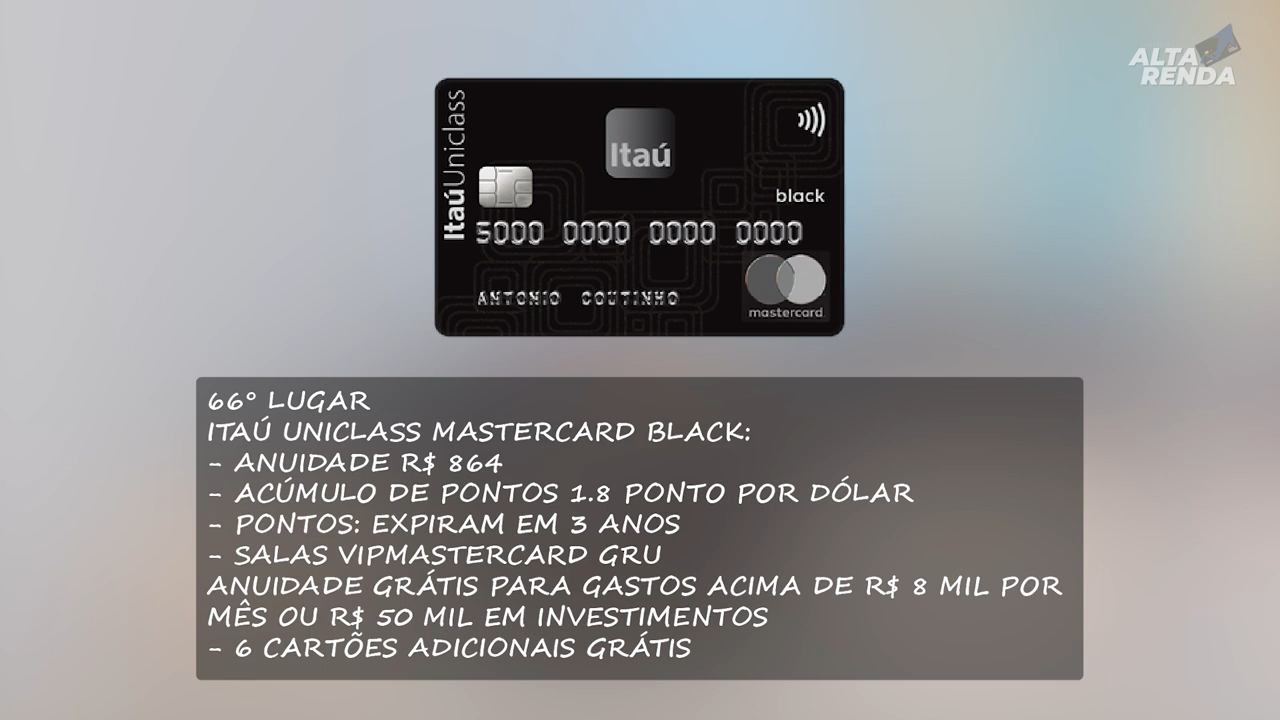 ALTA
RENDA
Itaú Uniclass
Itaú
black
5000 0000 0000 0000
ANTONIO COUTINHO
mastercard
66° LUGAR
ITAÚ UNICLASS MASTERCARD BLACK:
- ANUIDADE R$ 864
- ACÚMULO DE PONTOS 1.8 PONTO POR DÓLAR
- PONTOS: EXPIRAM EM 3 ANOS
- SALAS VIPMASTERCARD GRU
ANUIDADE GRÁTIS PARA GASTOS ACIMA DE R$ 8 MIL POR
MÊS OU R$ 50 MIL EM INVESTIMENTOS
- 6 CARTÕES ADICIONAIS GRÁTIS